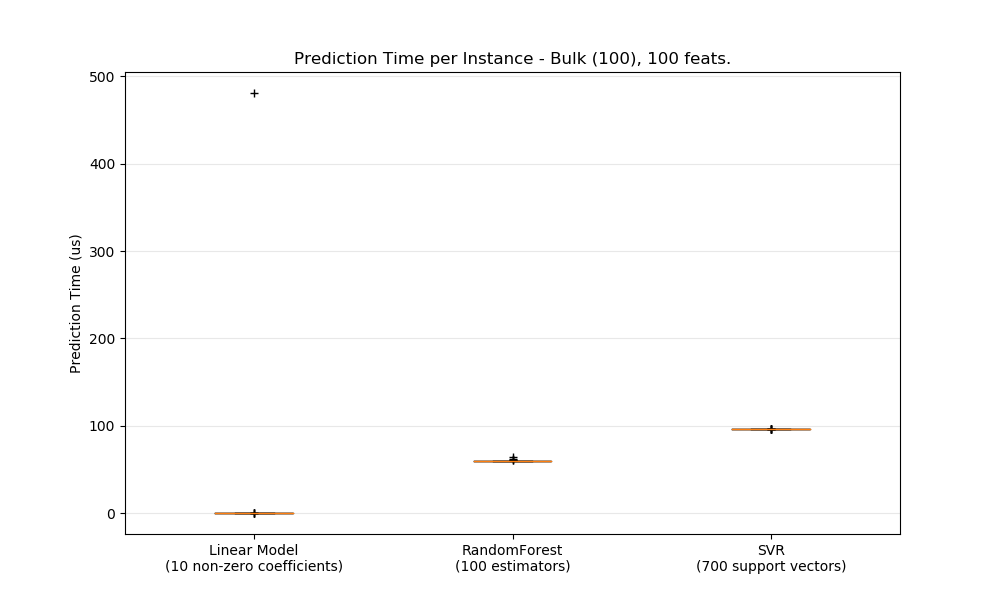 Prediction Time per Instance - Bulk (100), 100 feats.
500
400
300
200
100
0
Prediction Time (us)
Linear Model
(10 non-zero coefficients)
RandomForest
(100 estimators)
SVR
(700 support vectors)